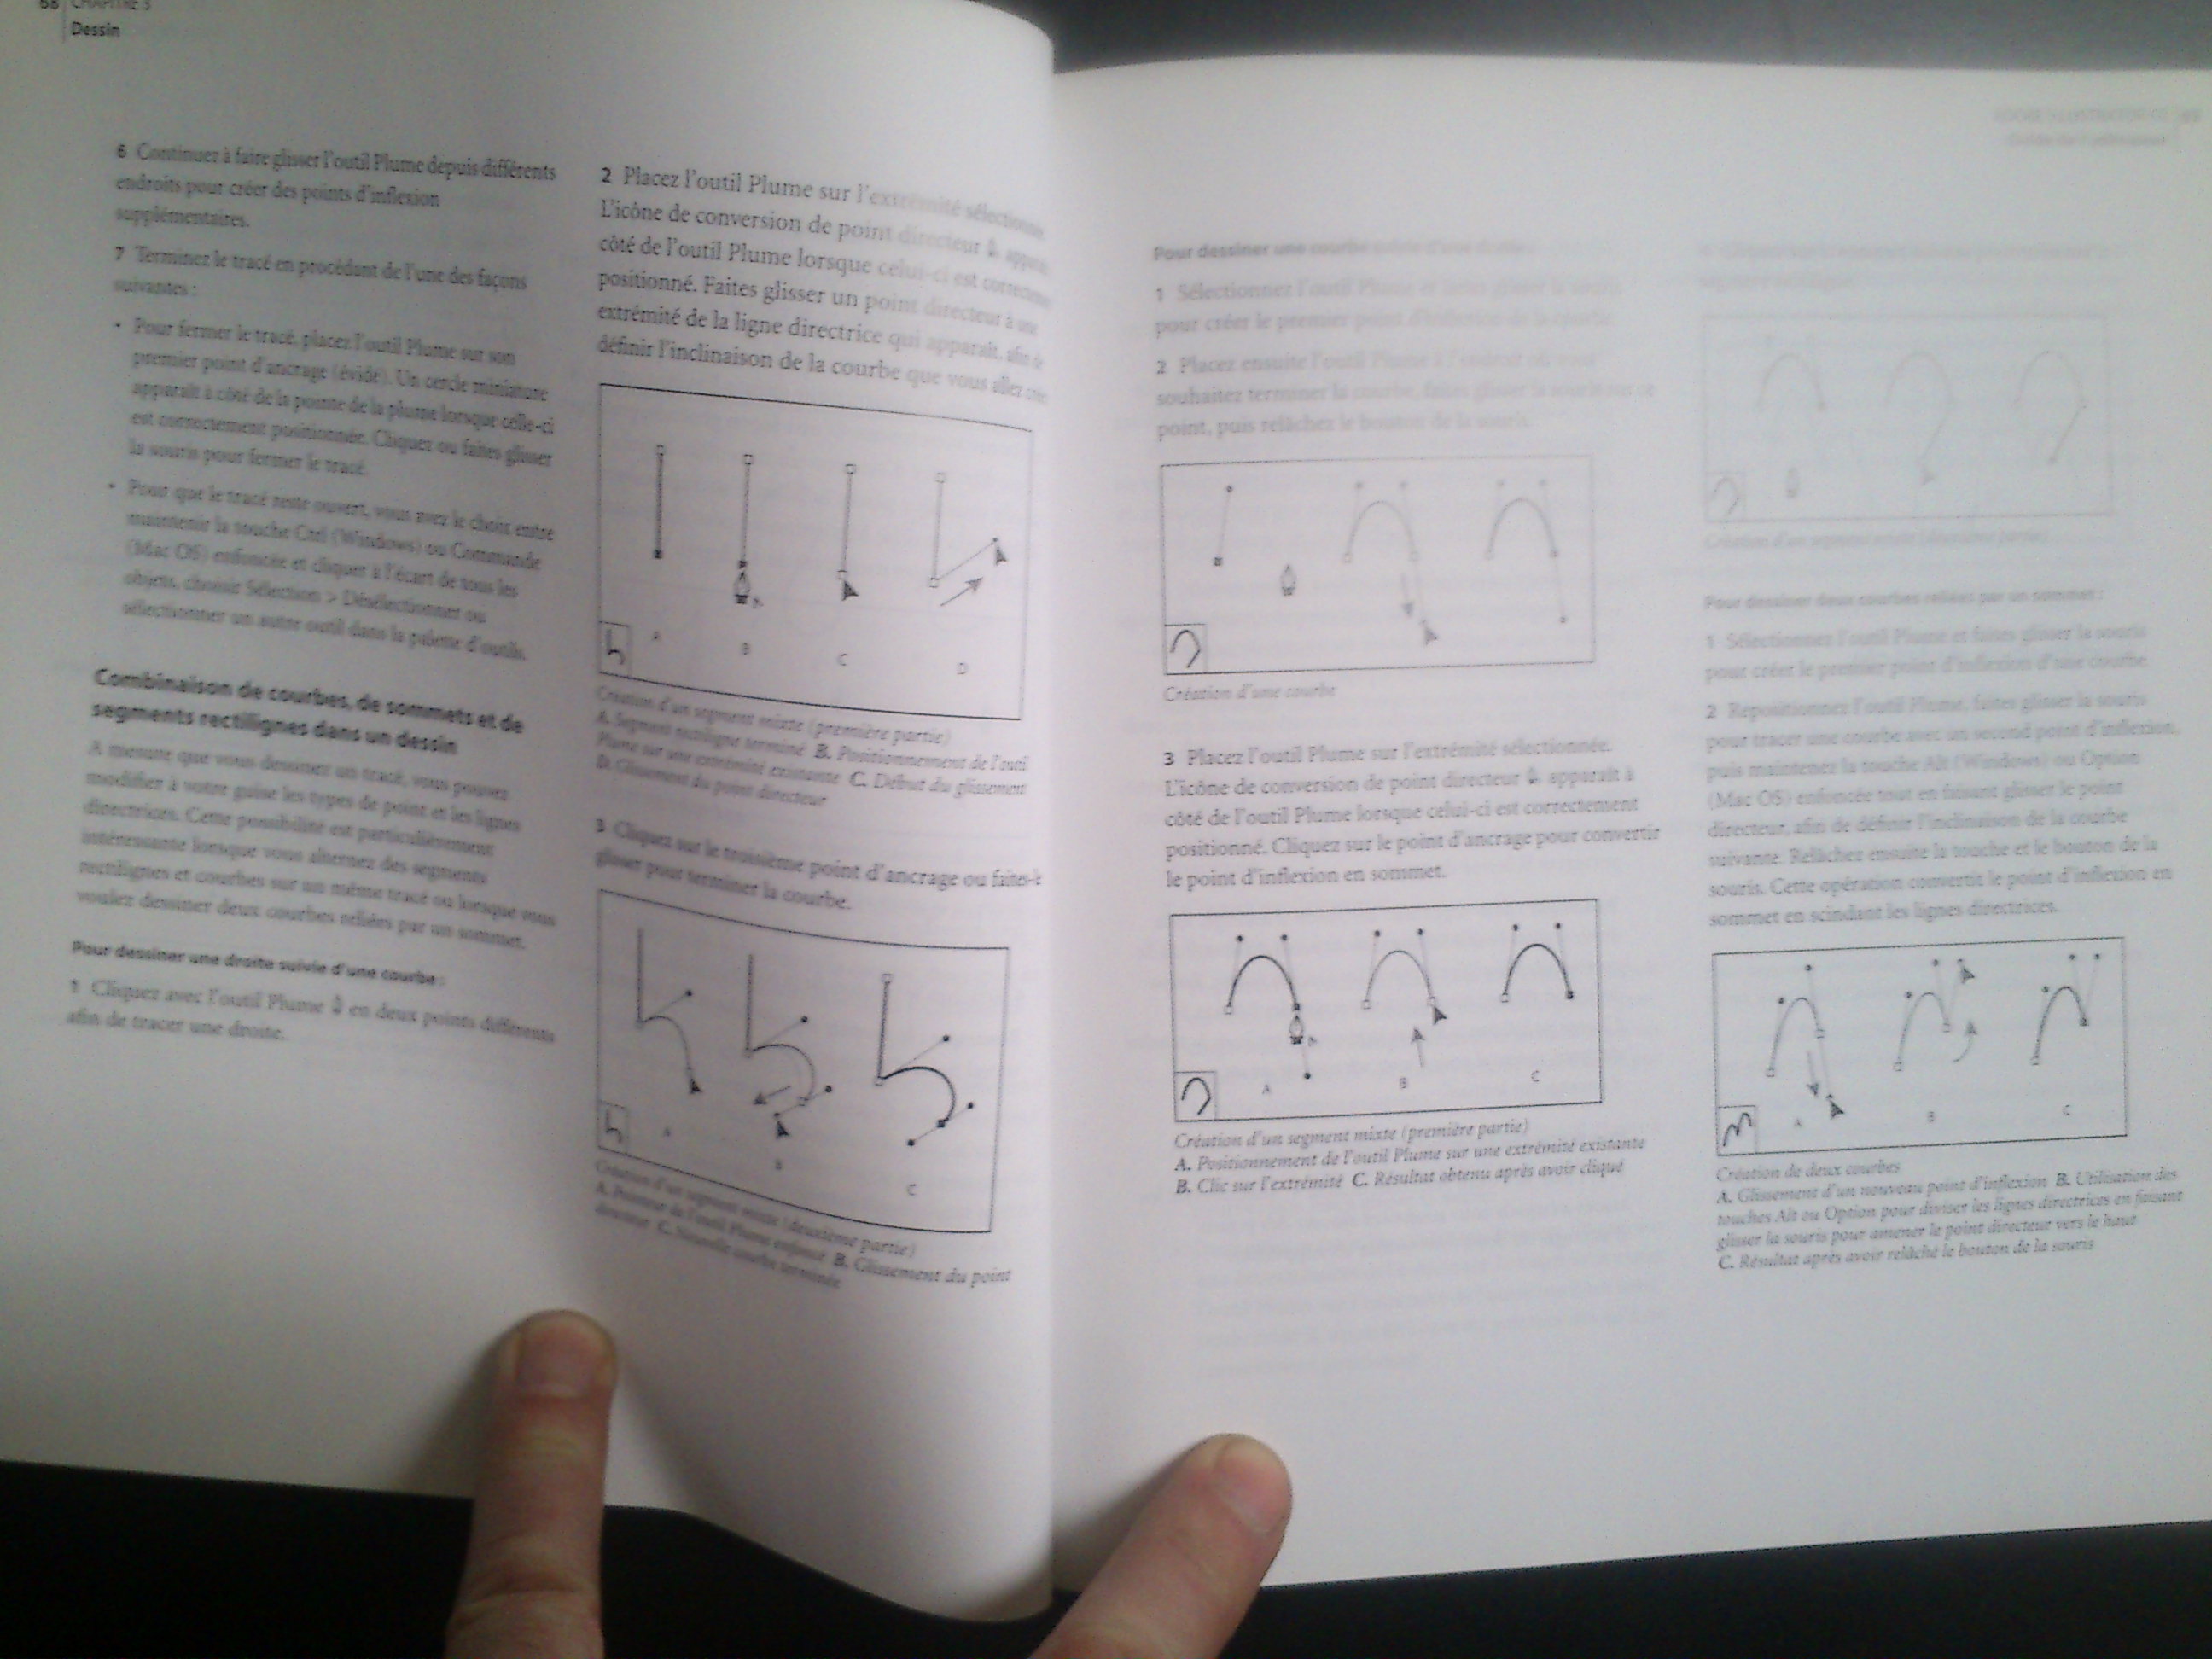 68 CHAPITRE 3
Dessin
6 Continuez à faire glisser l'outil Plume depuis différents
endroits pour créer des points d'inflexion
supplémentaires.
7 Terminez le tracé en procédant de l'une des façons
suivantes :
• Pour fermer le tracé, placez l'outil Plume sur son
premier point d'ancrage (évidé). Un cercle miniature
apparaît à côté de la pointe de la plume lorsque celle-ci
est correctement positionnée. Cliquez ou faites glisser
la souris pour fermer le tracé.
• Pour que le tracé reste ouvert, vous avez le choix entre
maintenir la touche Ctrl (Windows) ou Commande
(Mac OS) enfoncée et cliquer à l'écart de tous les
objets, choisir Sélection > Désélectionner ou
sélectionner un autre outil dans la palette d'outils.
Combinaison de courbes, de sommets et de
segments rectilignes dans un dessin
A mesure que vous dessinez un tracé, vous pouvez
modifier à votre guise les types de point et les lignes
directrices. Cette possibilité est particulièrement
intéressante lorsque vous alternez des segments
rectilignes et courbes sur un même tracé ou lorsque vous
voulez dessiner deux courbes reliées par un sommet.
Pour dessiner une droite suivie d'une courbe :
1 Cliquez avec l'outil Plume en deux points différents
afin de tracer une droite.
2 Placez l'outil Plume sur l'extrémité
L'icône de conversion de point directeur
côté de l'outil Plume lorsque celui-ci est
positionné. Faites glisser un point directeur à une
extrémité de la ligne directrice qui apparaît, afin de
définir l'inclinaison de la courbe que vous allez
A B C D
Création d'un segment mixte (première partie)
A. Segment rectiligne terminé B. Positionnement de l'outil
Plume sur une extrémité existante C. Début du glissement
D. Glissement du point directeur
3 Cliquez sur le troisième point d'ancrage ou faites-le
glisser pour terminer la courbe.
A B C
Création d'un segment mixte (deuxième partie)
A. Pointeur de l'outil Plume enfoncé B. Glissement du point
directeur C. Nouvelle courbe terminée
ADOBE ILLUSTRATOR 10
Pour dessiner une courbe suivie d'une droite :
1 Sélectionnez l'outil Plume et faites glisser la souris
pour créer le premier point d'inflexion de la courbe.
2 Placez ensuite l'outil Plume à l'endroit où vous
souhaitez terminer la courbe, faites glisser la souris sur ce
point, puis relâchez le bouton de la souris.
Création d'une courbe
3 Placez l'outil Plume sur l'extrémité sélectionnée.
L'icône de conversion de point directeur apparaît à
côté de l'outil Plume lorsque celui-ci est correctement
positionné. Cliquez sur le point d'ancrage pour convertir
le point d'inflexion en sommet.
A B C
Création d'un segment mixte (première partie)
A. Positionnement de l'outil Plume sur une extrémité existante
B. Clic sur l'extrémité C. Résultat obtenu après avoir cliqué
Création d'un segment mixte (deuxième partie)
Pour dessiner deux courbes reliées par un sommet :
1 Sélectionnez l'outil Plume et faites glisser la souris
pour créer le premier point d'inflexion d'une courbe.
2 Repositionnez l'outil Plume, faites glisser la souris
pour tracer une courbe avec un second point d'inflexion,
puis maintenez la touche Alt (Windows) ou Option
(Mac OS) enfoncée tout en faisant glisser le point
directeur, afin de définir l'inclinaison de la courbe
suivante. Relâchez ensuite la touche et le bouton de la
souris. Cette opération convertit le point d'inflexion en
sommet en scindant les lignes directrices.
A B C
Création de deux courbes
A. Glissement d'un nouveau point d'inflexion B. Utilisation des
touches Alt ou Option pour diviser les lignes directrices en faisant
glisser la souris pour amener le point directeur vers le haut
C. Résultat après avoir relâché le bouton de la souris